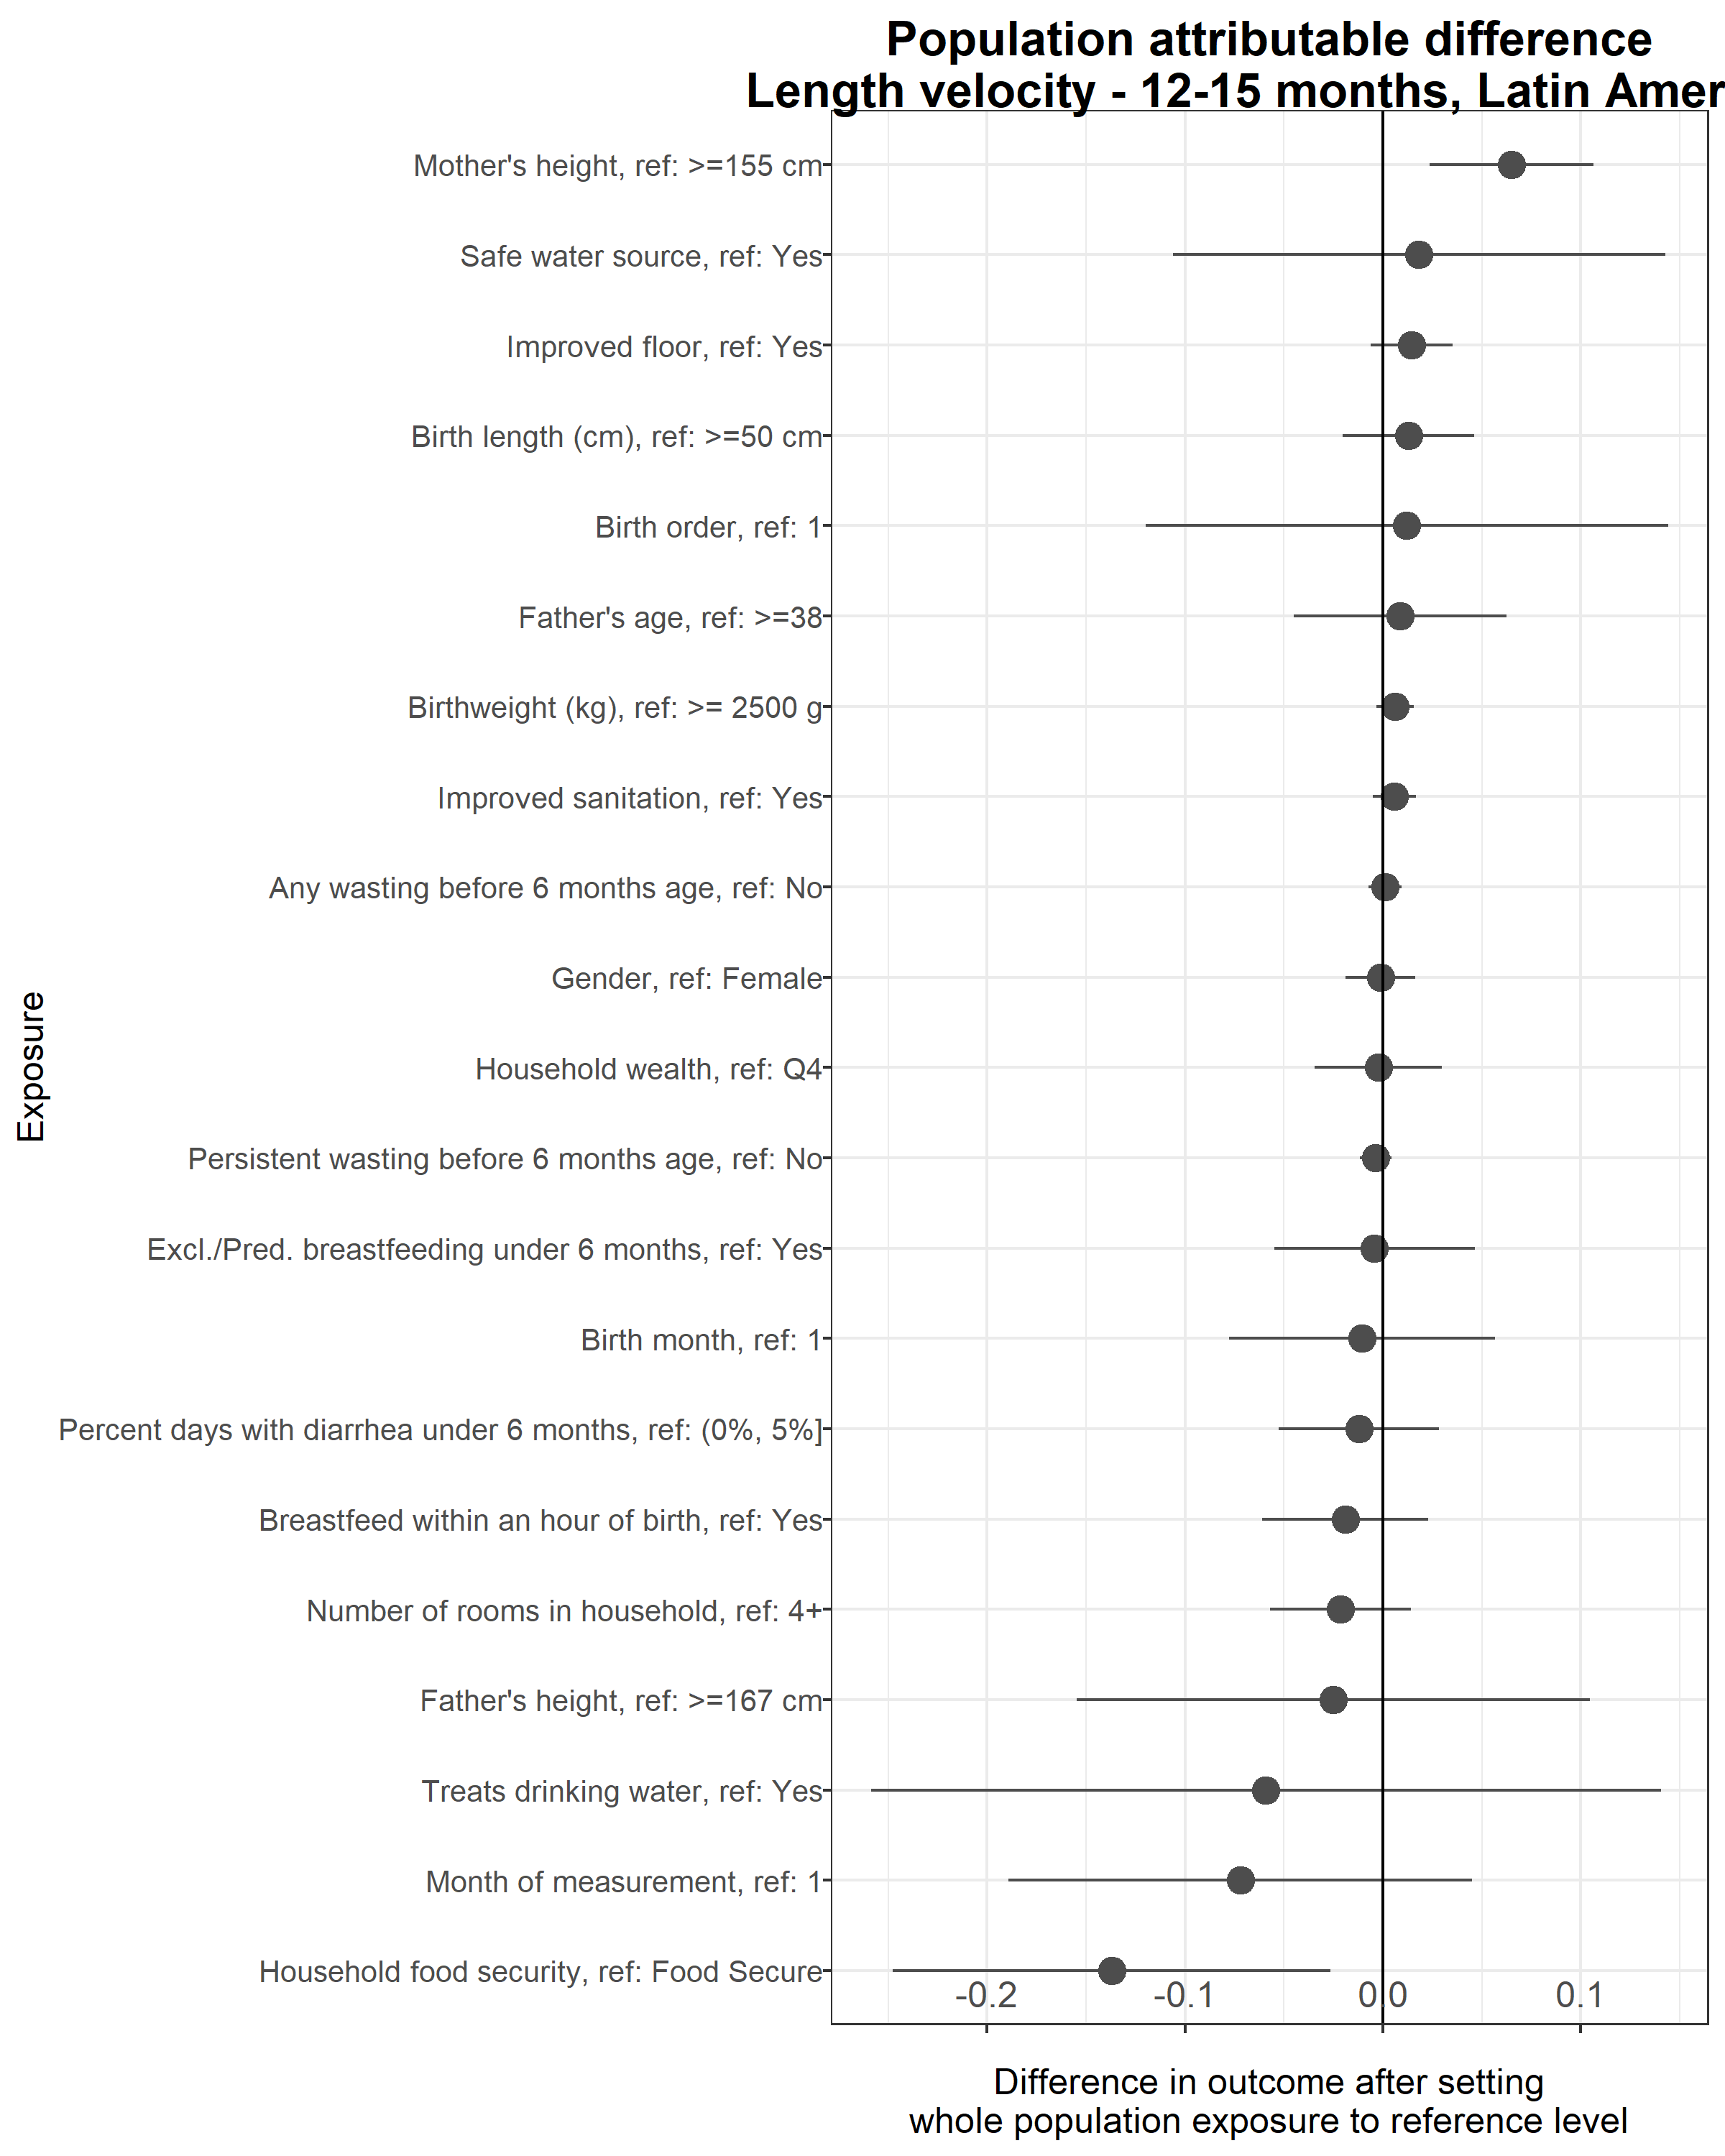 Population attributable difference
Length velocity - 12-15 months, Latin Amer
Mother's height, ref: >=155 cm
Safe water source, ref: Yes
Improved floor, ref: Yes
Birth length (cm), ref: >=50 cm
Birth order, ref: 1
Father's age, ref: >=38
Birthweight (kg), ref: >= 2500 g
Improved sanitation, ref: Yes
Any wasting before 6 months age, ref: No
Gender, ref: Female
Household wealth, ref: Q4
Persistent wasting before 6 months age, ref: No
Excl./Pred. breastfeeding under 6 months, ref: Yes
Birth month, ref: 1
Percent days with diarrhea under 6 months, ref: (0%, 5%]
Breastfeed within an hour of birth, ref: Yes
Number of rooms in household, ref: 4+
Father's height, ref: >=167 cm
Treats drinking water, ref: Yes
Month of measurement, ref: 1
Household food security, ref: Food Secure
Exposure
-0.2 -0.1 0.0 0.1
Difference in outcome after setting
whole population exposure to reference level